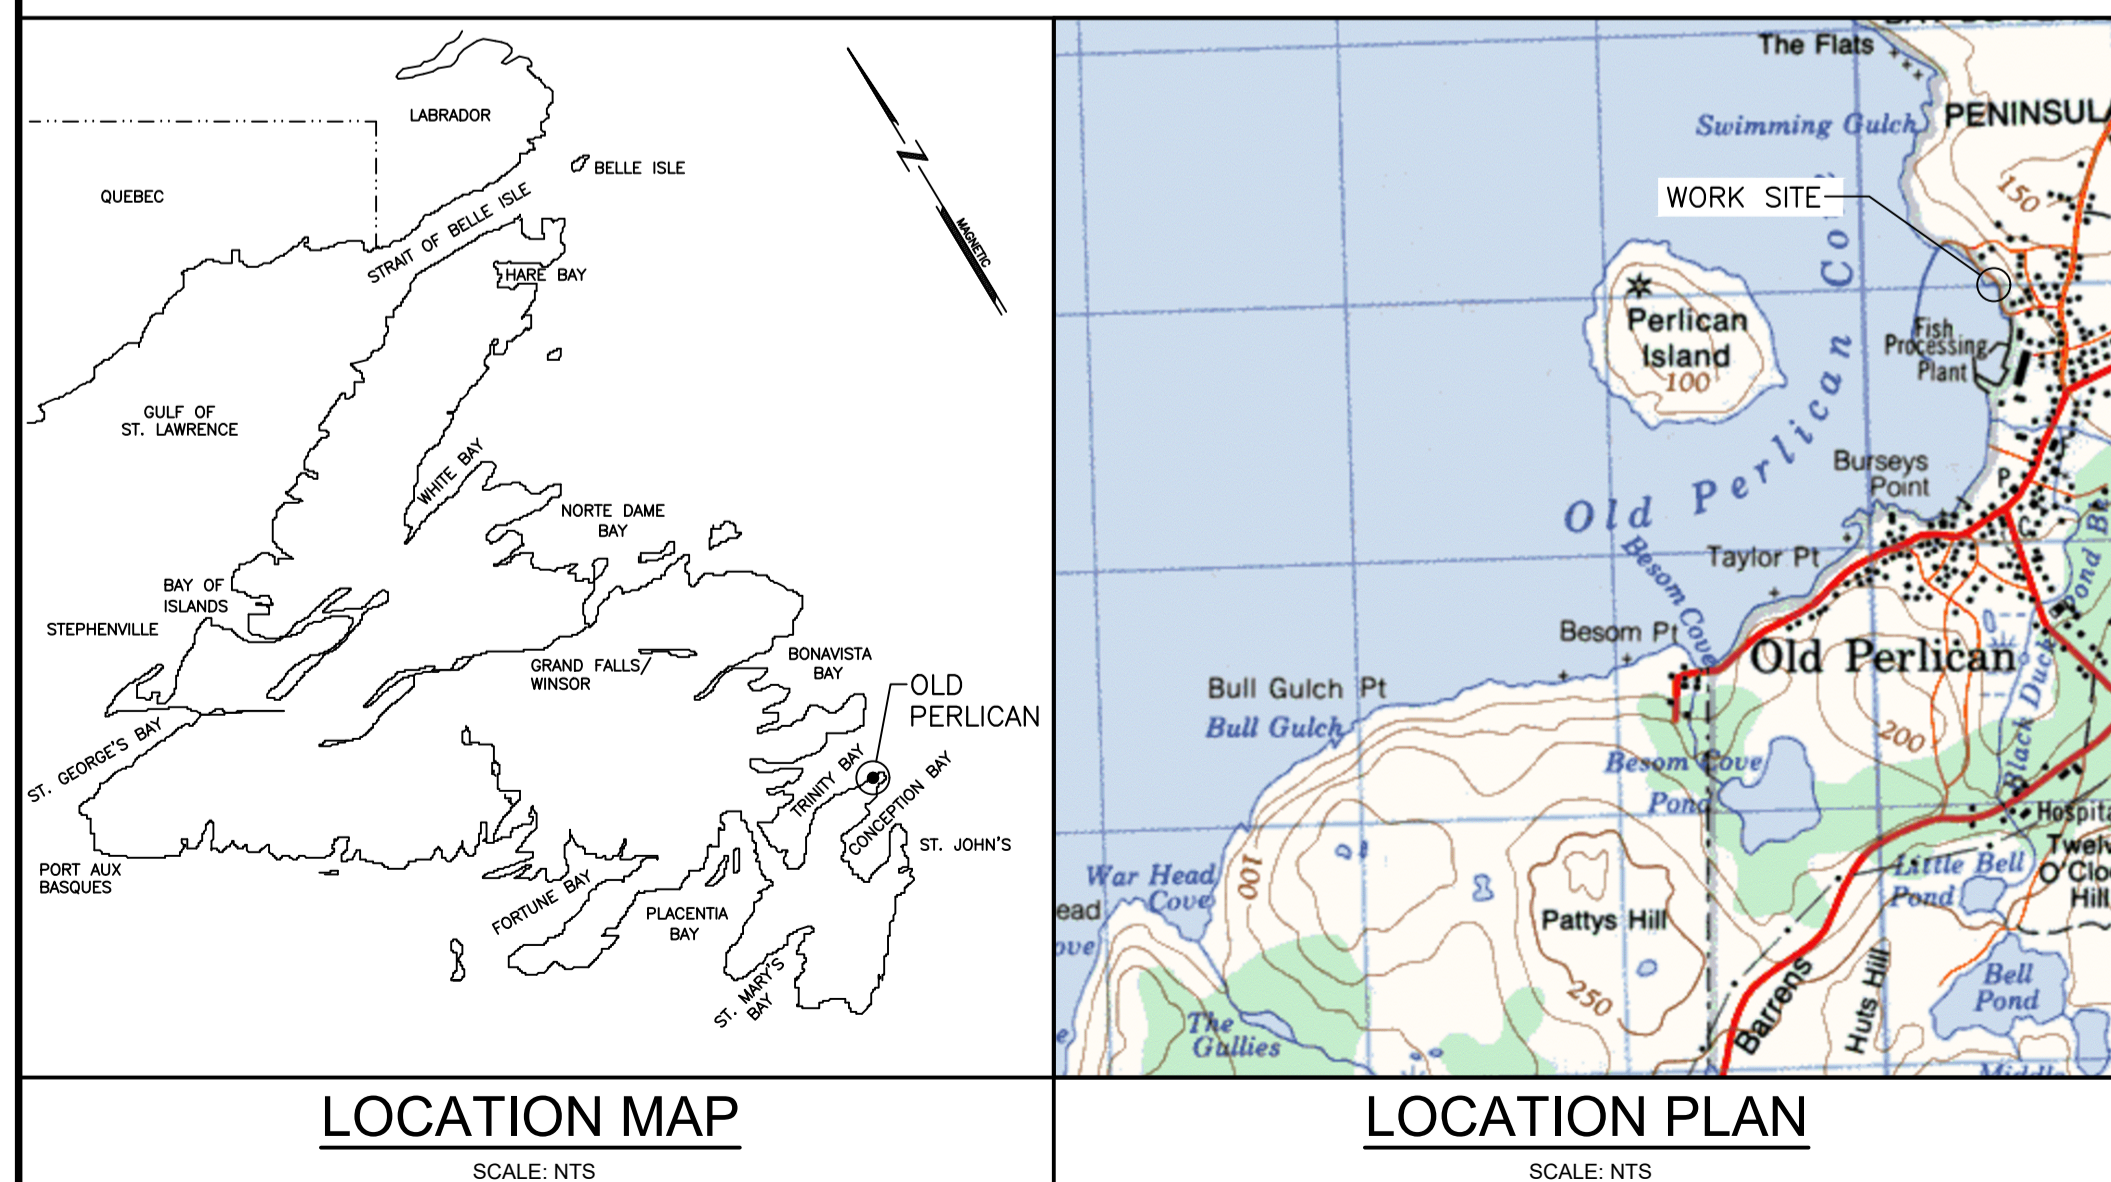 LABRADOR
BELLE ISLE
QUEBEC
STRAIT OF BELLE ISLE
HARE BAY
N
MAGNETIC
GULF OF
ST. LAWRENCE
WHITE BAY
NORTE DAME
BAY
BAY OF
ISLANDS
STEPHENVILLE
GRAND FALLS/
WINSOR
BONAVISTA
BAY
OLD
PERLICAN
ST. GEORGE'S BAY
TRINITY BAY
CONCEPTION BAY
ST. JOHN'S
PORT AUX
BASQUES
FORTUNE BAY
PLACENTIA
BAY
ST. MARY'S
BAY
LOCATION MAP
SCALE: NTS
The Flats
PENINSULA
Swimming Gulch
150
WORK SITE
Perlican
Island
100
Fish
Processing
Plant
Old Perlican Cove
Burseys
Point
P
C
Taylor Pt
Besom Cove
Besom Pt
Old Perlican
Bull Gulch Pt
Bull Gulch
200
Black Duck Pond
Besom Cove
Pond
Hospita
Twelv
O'Clo
Hill
Little Bell
Pond
War Head
Cove
100
ead
ove
Pattys Hill
250
Barrens
Huts Hill
Bell
Pond
The
Gullies
Middle
LOCATION PLAN
SCALE: NTS